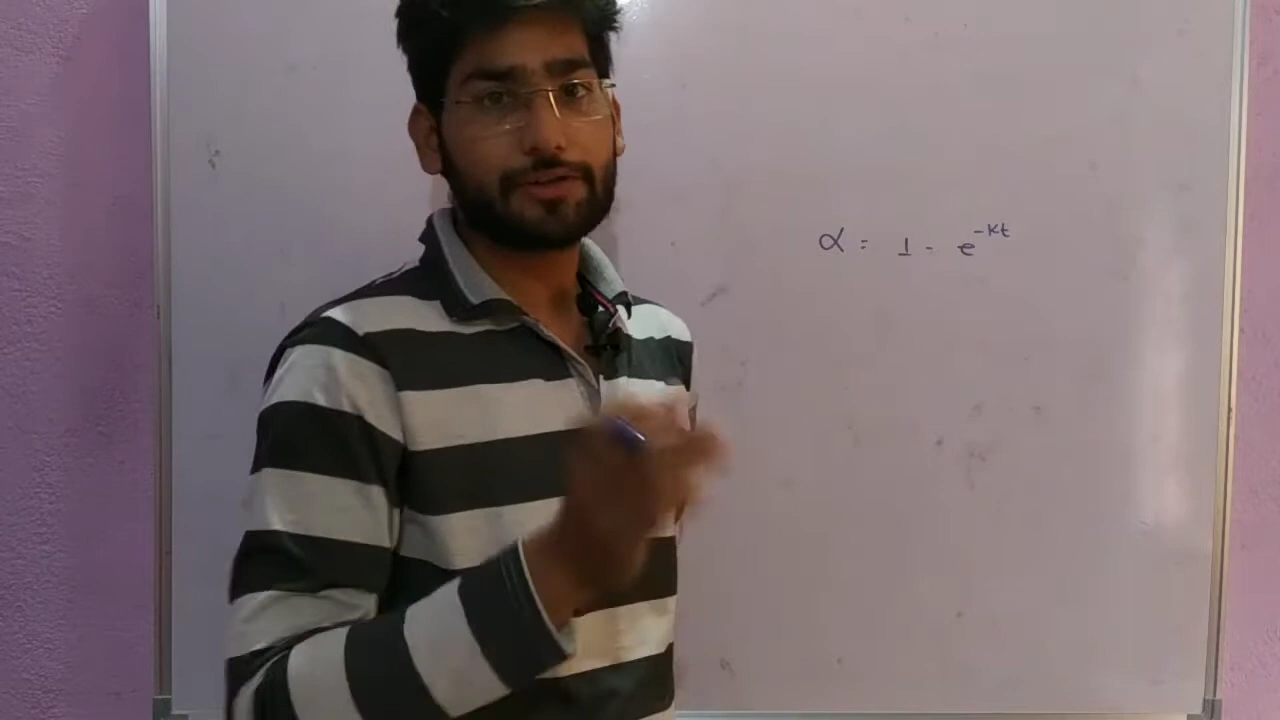 α = 1 - e^{-Kt}